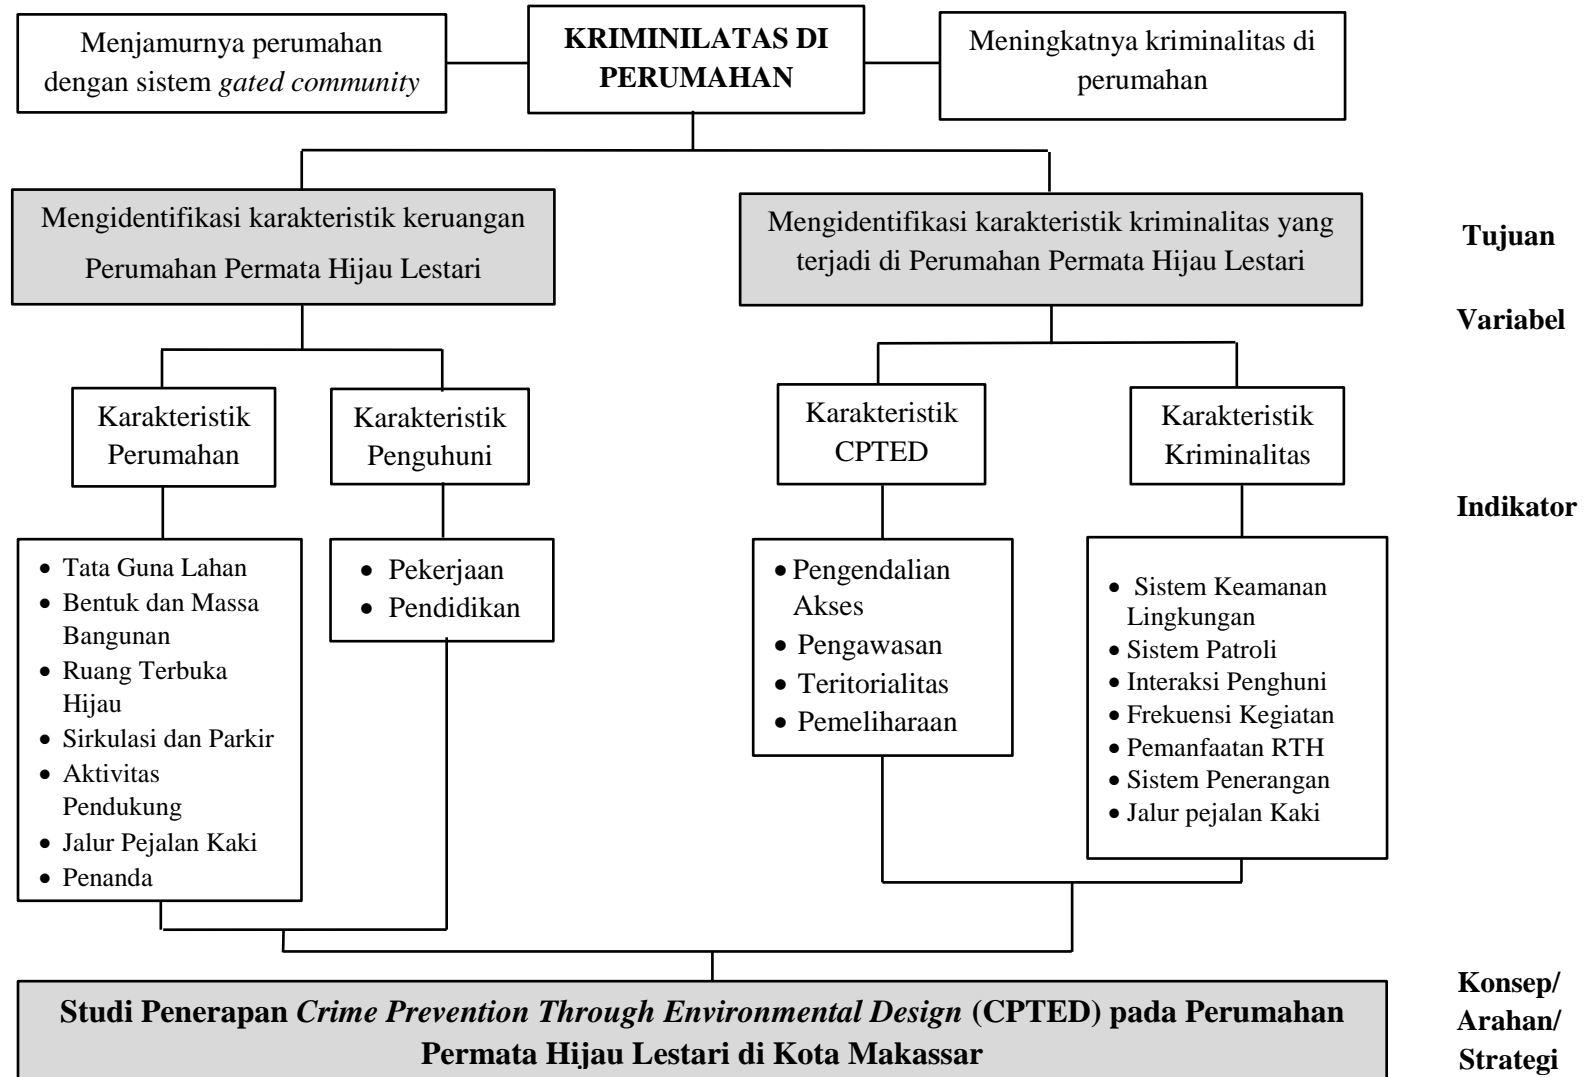 Menjamurnya perumahan
dengan sistem gated community
KRIMINILATAS DI
PERUMAHAN
Meningkatnya kriminalitas di
perumahan
Mengidentifikasi karakteristik keruangan
Perumahan Permata Hijau Lestari
Mengidentifikasi karakteristik kriminalitas yang
terjadi di Perumahan Permata Hijau Lestari
Tujuan
Variabel
Karakteristik
Perumahan
Karakteristik
Penguhuni
Karakteristik
CPTED
Karakteristik
Kriminalitas
Indikator
• Tata Guna Lahan
• Bentuk dan Massa
Bangunan
• Ruang Terbuka
Hijau
• Sirkulasi dan Parkir
• Aktivitas
Pendukung
• Jalur Pejalan Kaki
• Penanda
• Pekerjaan
• Pendidikan
• Pengendalian
Akses
• Pengawasan
• Teritorialitas
• Pemeliharaan
• Sistem Keamanan
Lingkungan
• Sistem Patroli
• Interaksi Penghuni
• Frekuensi Kegiatan
• Pemanfaatan RTH
• Sistem Penerangan
• Jalur pejalan Kaki
Studi Penerapan Crime Prevention Through Environmental Design (CPTED) pada Perumahan
Permata Hijau Lestari di Kota Makassar
Konsep/
Arahan/
Strategi